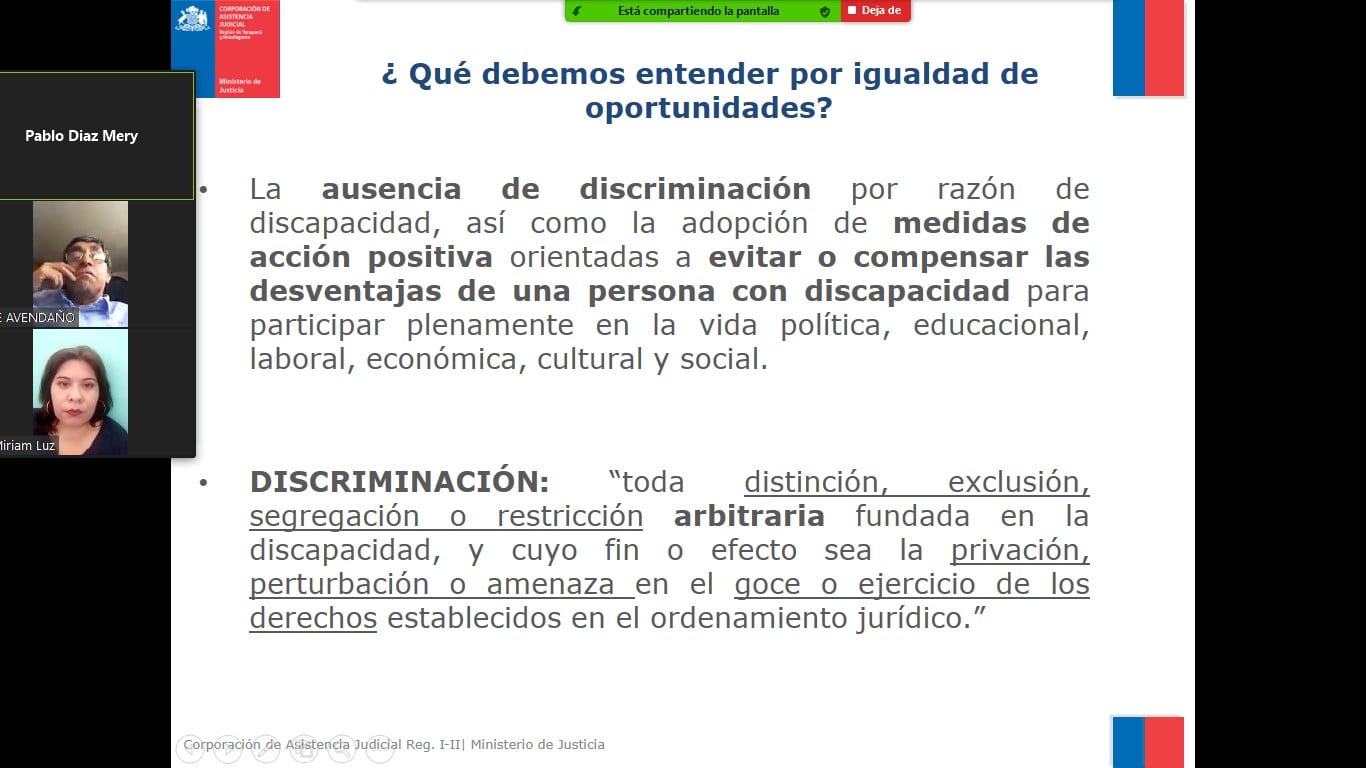 CORPORACIÓN DE
ASISTENCIA
JUDICIAL
Región de Tarapacá
y Antofagasta
Ministerio de
Justicia
Está compartiendo la pantalla
Deja de
¿ Qué debemos entender por igualdad de
oportunidades?
Pablo Diaz Mery
E AVENDAÑO
Miriam Luz
• La ausencia de discriminación por razón de
discapacidad, así como la adopción de medidas de
acción positiva orientadas a evitar o compensar las
desventajas de una persona con discapacidad para
participar plenamente en la vida política, educacional,
laboral, económica, cultural y social.
• DISCRIMINACIÓN: “toda distinción, exclusión,
segregación o restricción arbitraria fundada en la
discapacidad, y cuyo fin o efecto sea la privación,
perturbación o amenaza en el goce o ejercicio de los
derechos establecidos en el ordenamiento jurídico.”
Corporación de Asistencia Judicial Reg. I-II| Ministerio de Justicia